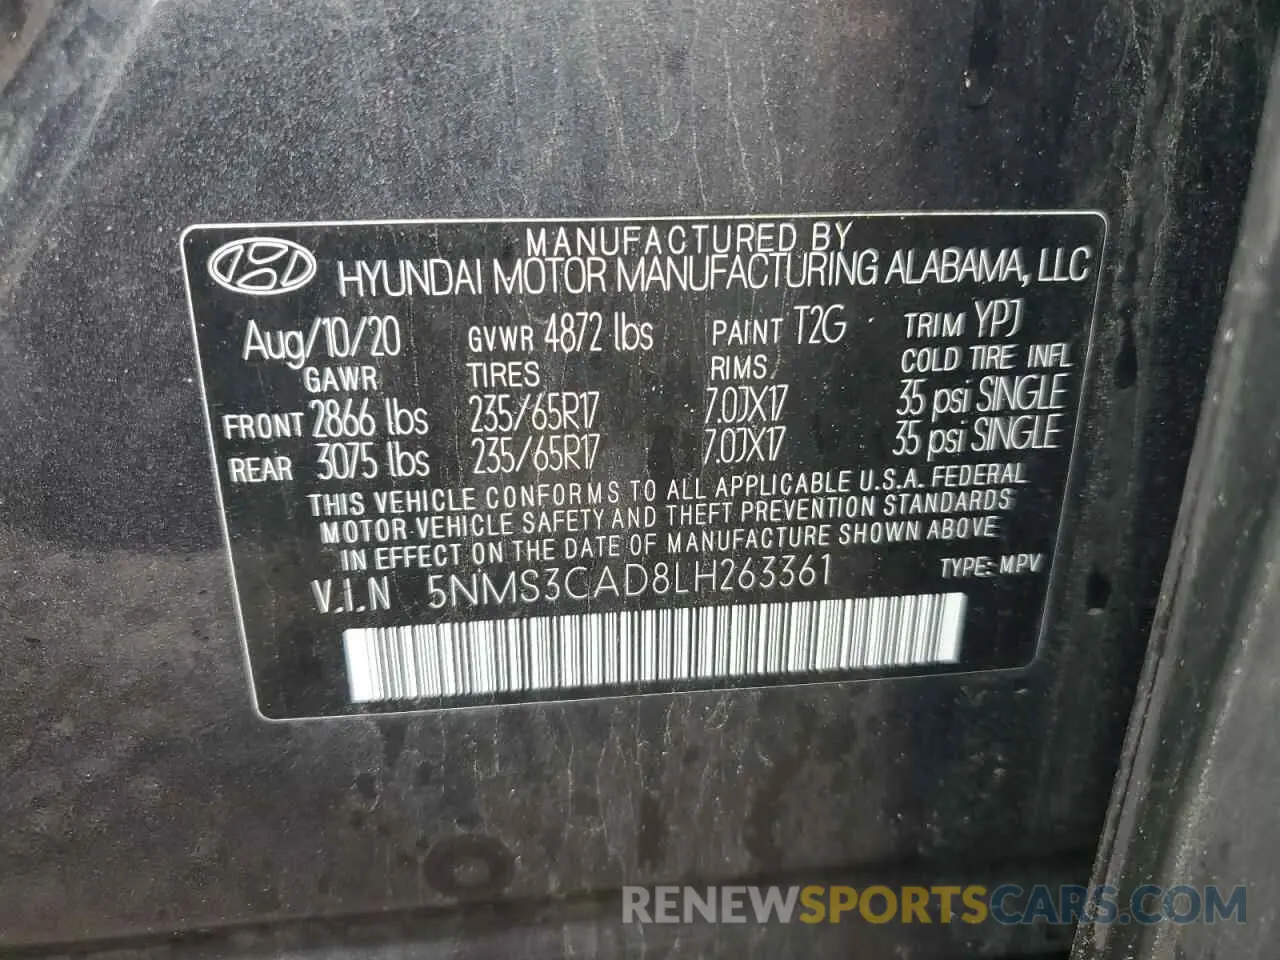 MANUFACTURED BY
HYUNDAI MOTOR MANUFACTURING ALABAMA, LLC
Aug/10/20 GVWR 4872 lbs PAINT T2G TRIM YPJ
GAWR TIRES RIMS COLD TIRE INFL
FRONT 2866 lbs 235/65R17 7.0JX17 35 psi SINGLE
REAR 3075 lbs 235/65R17 7.0JX17 35 psi SINGLE
THIS VEHICLE CONFORMS TO ALL APPLICABLE U.S.A. FEDERAL
MOTOR VEHICLE SAFETY AND THEFT PREVENTION STANDARDS
IN EFFECT ON THE DATE OF MANUFACTURE SHOWN ABOVE
V.I.N 5NMS3CAD8LH263361 TYPE: MPV
RENEWSPORTSCARS.COM